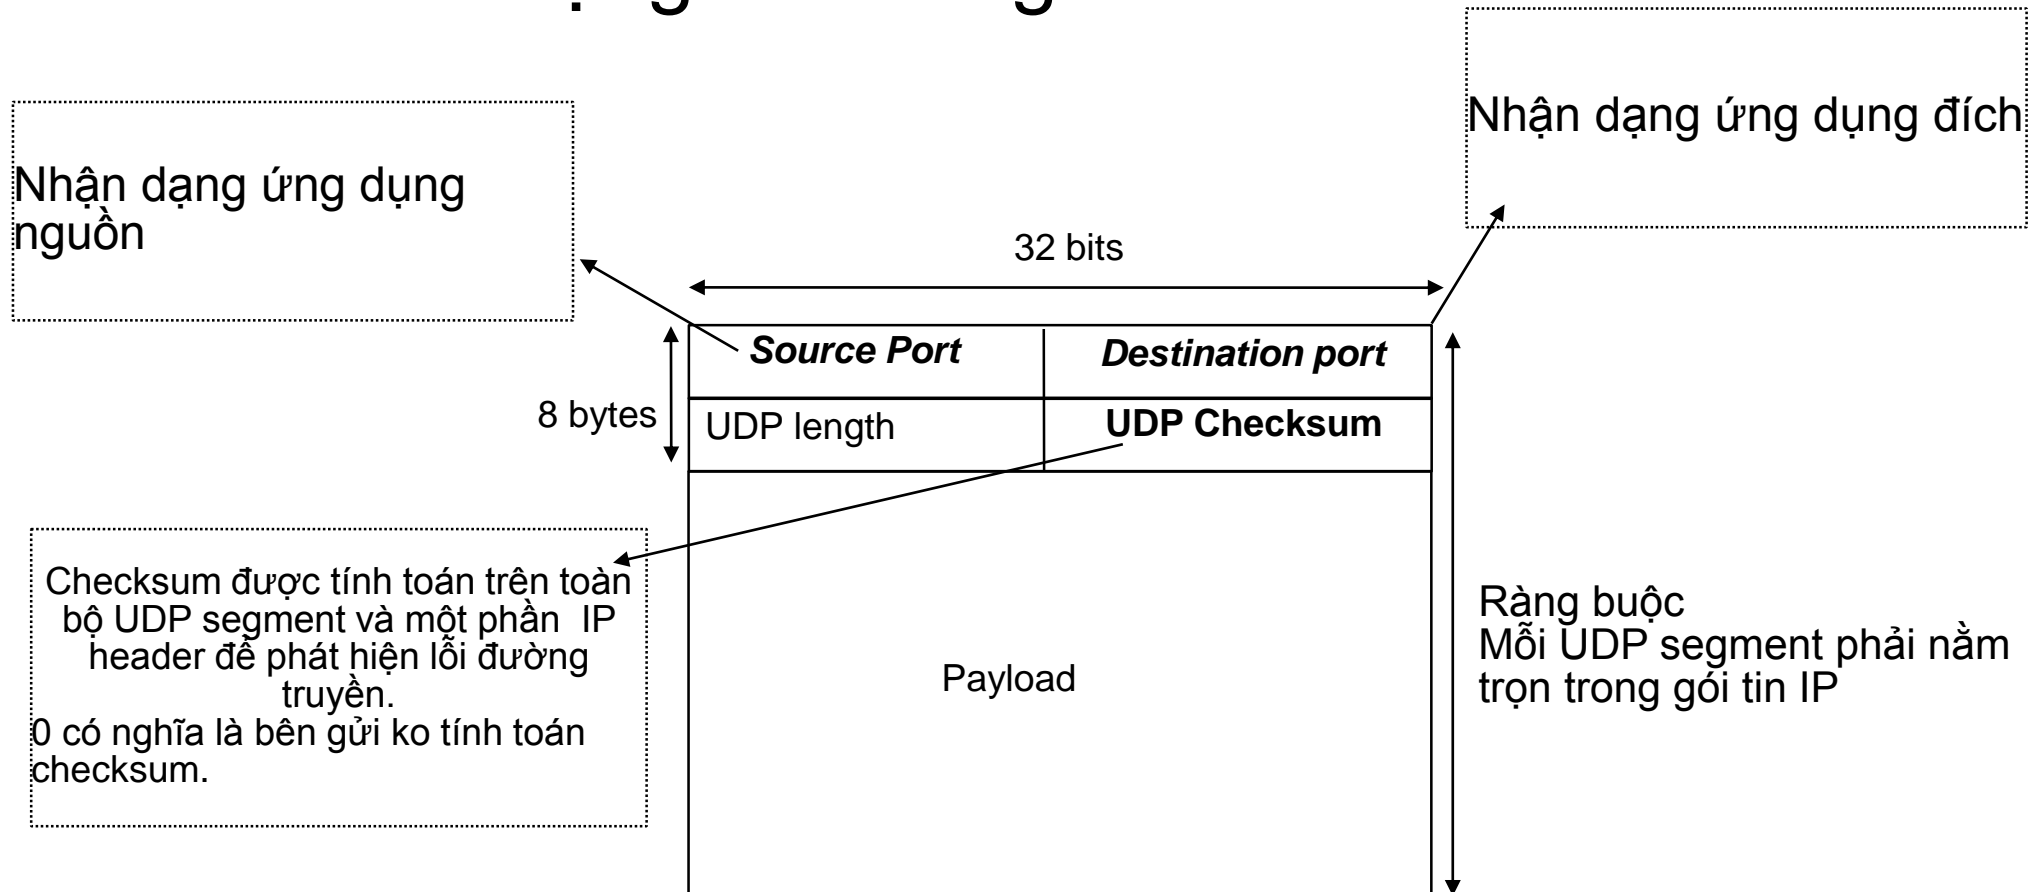 Nhận dạng ứng dụng đích
Nhận dạng ứng dụng
nguồn
32 bits
Source Port
Destination port
8 bytes
UDP length
UDP Checksum
Checksum được tính toán trên toàn
bộ UDP segment và một phần IP
header để phát hiện lỗi đường
truyền.
0 có nghĩa là bên gửi ko tính toán
checksum.
Payload
Ràng buộc
Mỗi UDP segment phải nằm
trọn trong gói tin IP